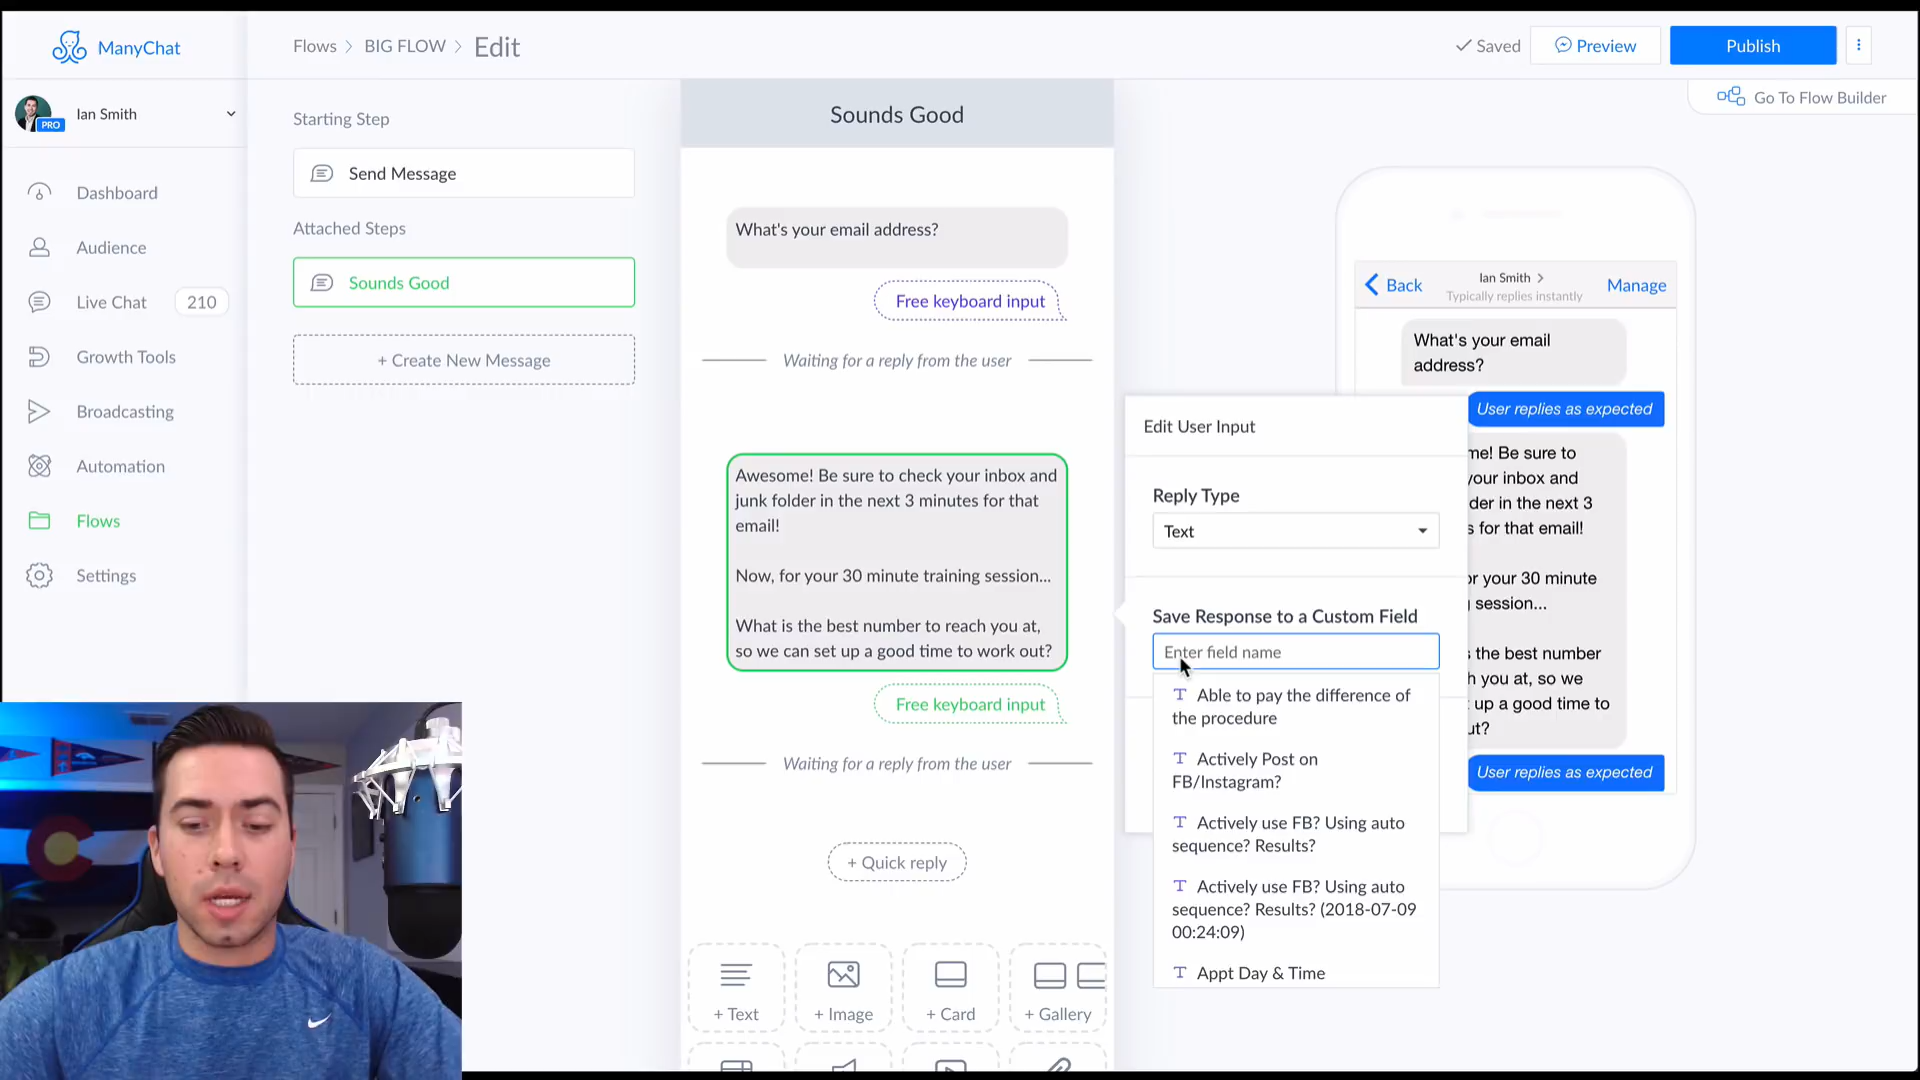 ManyChat
Flows
BIG FLOW
Edit
Saved
Preview
Publish
Go To Flow Builder
PRO
Ian Smith
Dashboard
Audience
Live Chat
210
Growth Tools
Broadcasting
Automation
Flows
Settings
Starting Step
Send Message
Attached Steps
Sounds Good
+ Create New Message
Sounds Good
What's your email address?
Free keyboard input
Waiting for a reply from the user
Awesome! Be sure to check your inbox and
junk folder in the next 3 minutes for that
email!
Now, for your 30 minute training session...
What is the best number to reach you at,
so we can set up a good time to work out?
Free keyboard input
Waiting for a reply from the user
+ Quick reply
+ Text
+ Image
+ Card
+ Gallery
Edit User Input
Reply Type
Text
Save Response to a Custom Field
Enter field name
T Able to pay the difference of
the procedure
T Actively Post on
FB/Instagram?
T Actively use FB? Using auto
sequence? Results?
T Actively use FB? Using auto
sequence? Results? (2018-07-09
00:24:09)
T Appt Day & Time
Back
Ian Smith
Typically replies instantly
Manage
What's your email
address?
User replies as expected
me! Be sure to
your inbox and
der in the next 3
s for that email!
or your 30 minute
session...
the best number
h you at, so we
up a good time to
ut?
User replies as expected